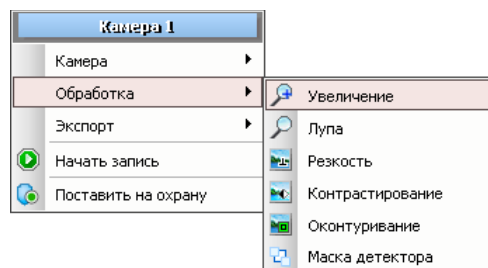 Камера 1
Камера
Обработка
Экспорт
Начать запись
Поставить на охрану
Увеличение
Лупа
Резкость
Контрастирование
Оконтуривание
Маска детектора